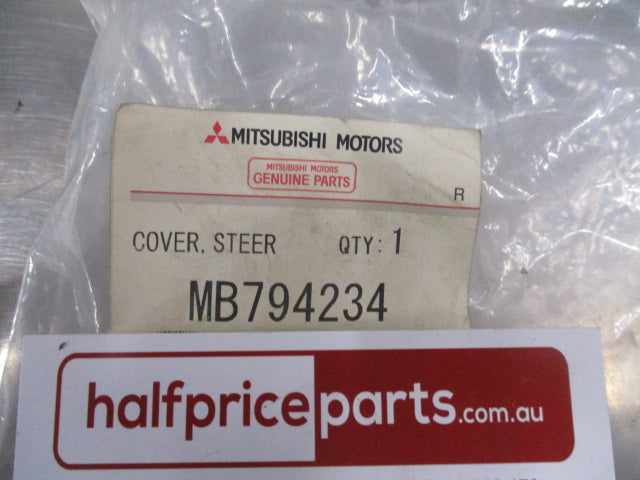 MITSUBISHI MOTORS
MITSUBISHI MOTORS
GENUINE PARTS
R
COVER, STEER QTY: 1
MB794234
halfpriceparts.com.au